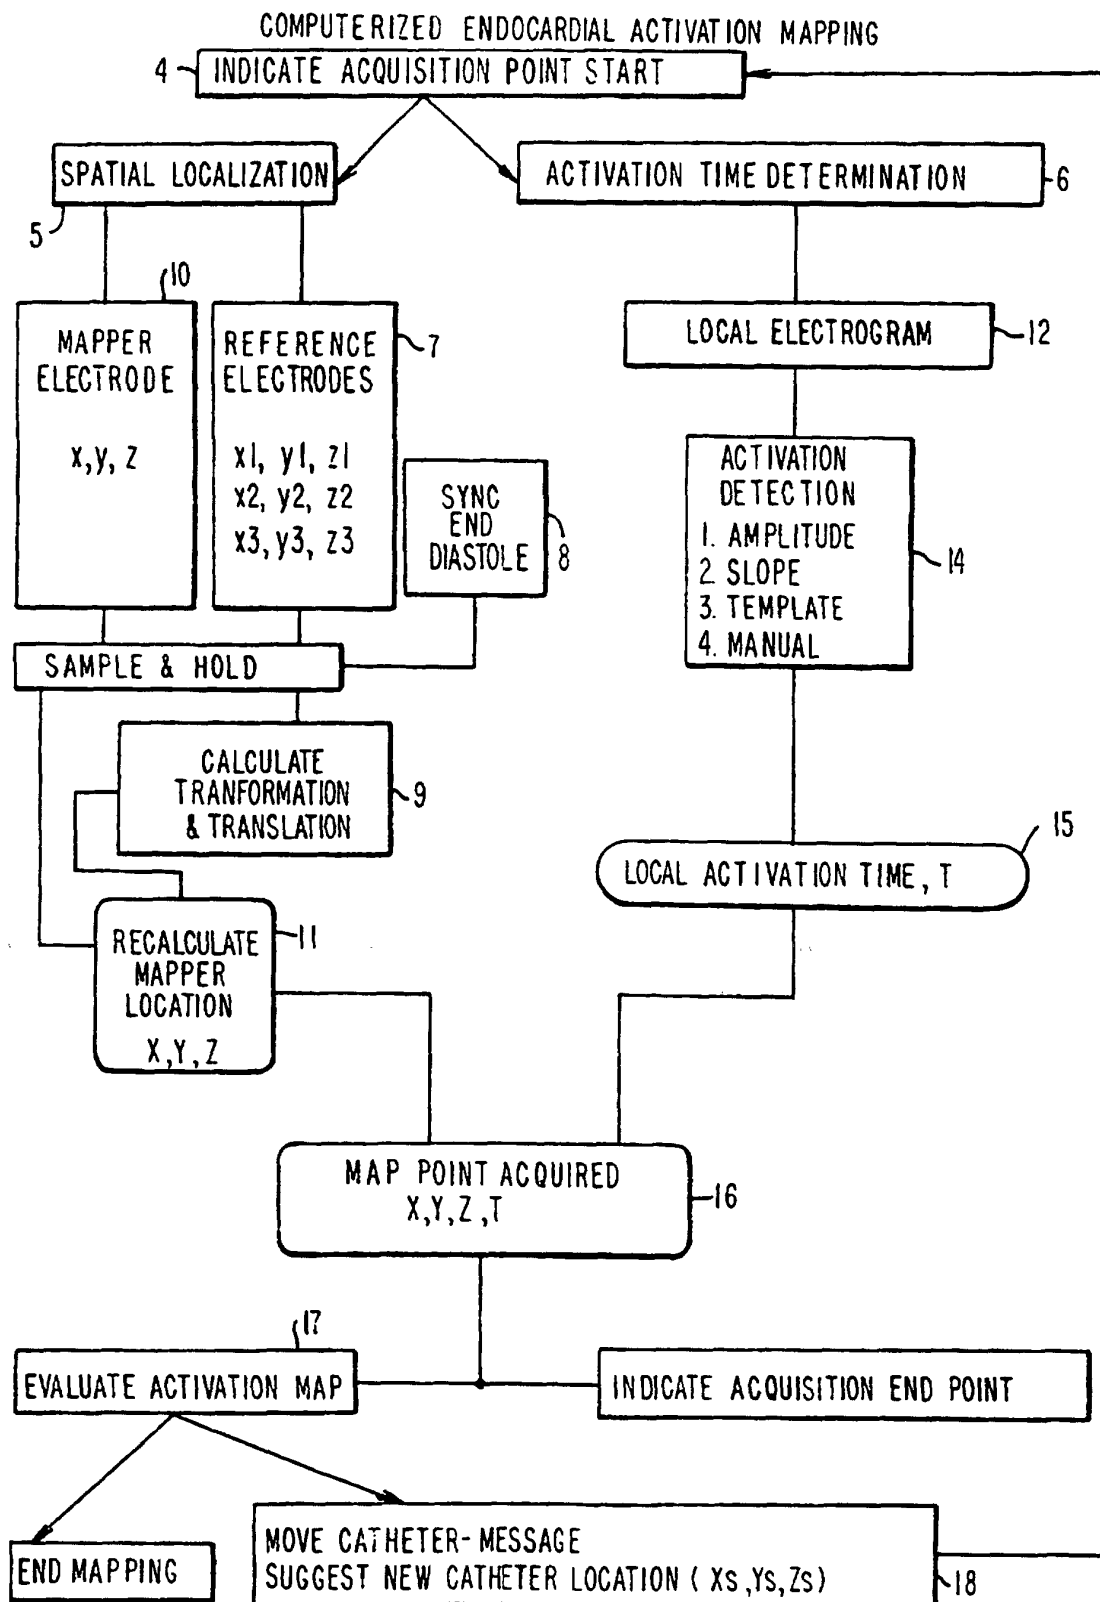 COMPUTERIZED ENDOCARDIAL ACTIVATION MAPPING
4
INDICATE ACQUISITION POINT START
SPATIAL LOCALIZATION
5
ACTIVATION TIME DETERMINATION
6
10
MAPPER
ELECTRODE
x,y,z
REFERENCE
ELECTRODES
x1, y1, z1
x2, y2, z2
x3, y3, z3
7
SYNC
END
DIASTOLE
8
LOCAL ELECTROGRAM
12
ACTIVATION
DETECTION
1. AMPLITUDE
2. SLOPE
3. TEMPLATE
4. MANUAL
14
SAMPLE & HOLD
CALCULATE
TRANFORMATION
& TRANSLATION
9
15
LOCAL ACTIVATION TIME, T
RECALCULATE
MAPPER
LOCATION
X,Y,Z
11
MAP POINT ACQUIRED
X,Y,Z,T
16
17
EVALUATE ACTIVATION MAP
INDICATE ACQUISITION END POINT
END MAPPING
MOVE CATHETER-MESSAGE
SUGGEST NEW CATHETER LOCATION (Xs,Ys,Zs)
18